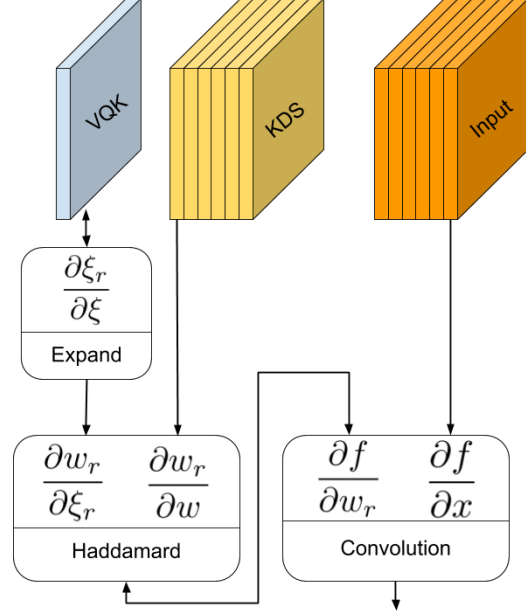 VQK
KDS
Input
∂ξ_r/∂ξ
Expand
∂w_r/∂ξ_r ∂w_r/∂w
Haddamard
∂f/∂w_r ∂f/∂x
Convolution